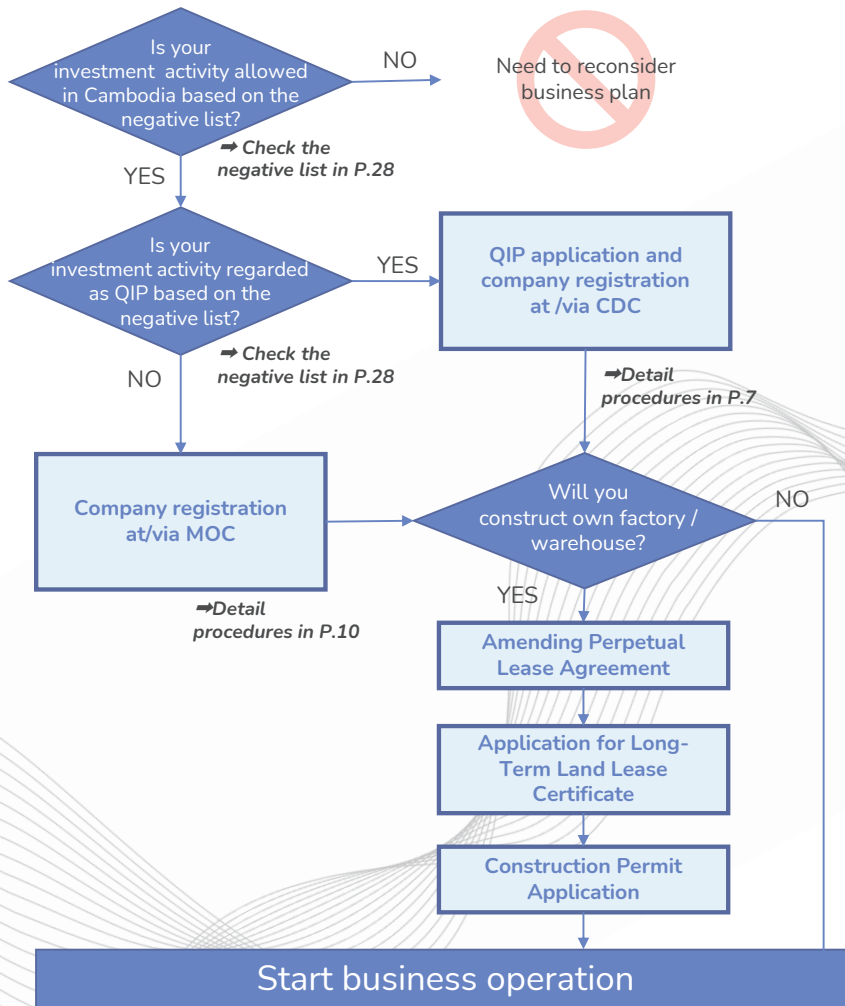 Is your
investment activity allowed
in Cambodia based on the
negative list?
NO
Need to reconsider
business plan
➡ Check the
negative list in P.28
YES
Is your
investment activity regarded
as QIP based on the
negative list?
YES
QIP application and
company registration
at /via CDC
➡ Check the
negative list in P.28
NO
➡Detail
procedures in P.7
Company registration
at/via MOC
Will you
construct own factory /
warehouse?
NO
➡Detail
procedures in P.10
YES
Amending Perpetual
Lease Agreement
Application for Long-
Term Land Lease
Certificate
Construction Permit
Application
Start business operation